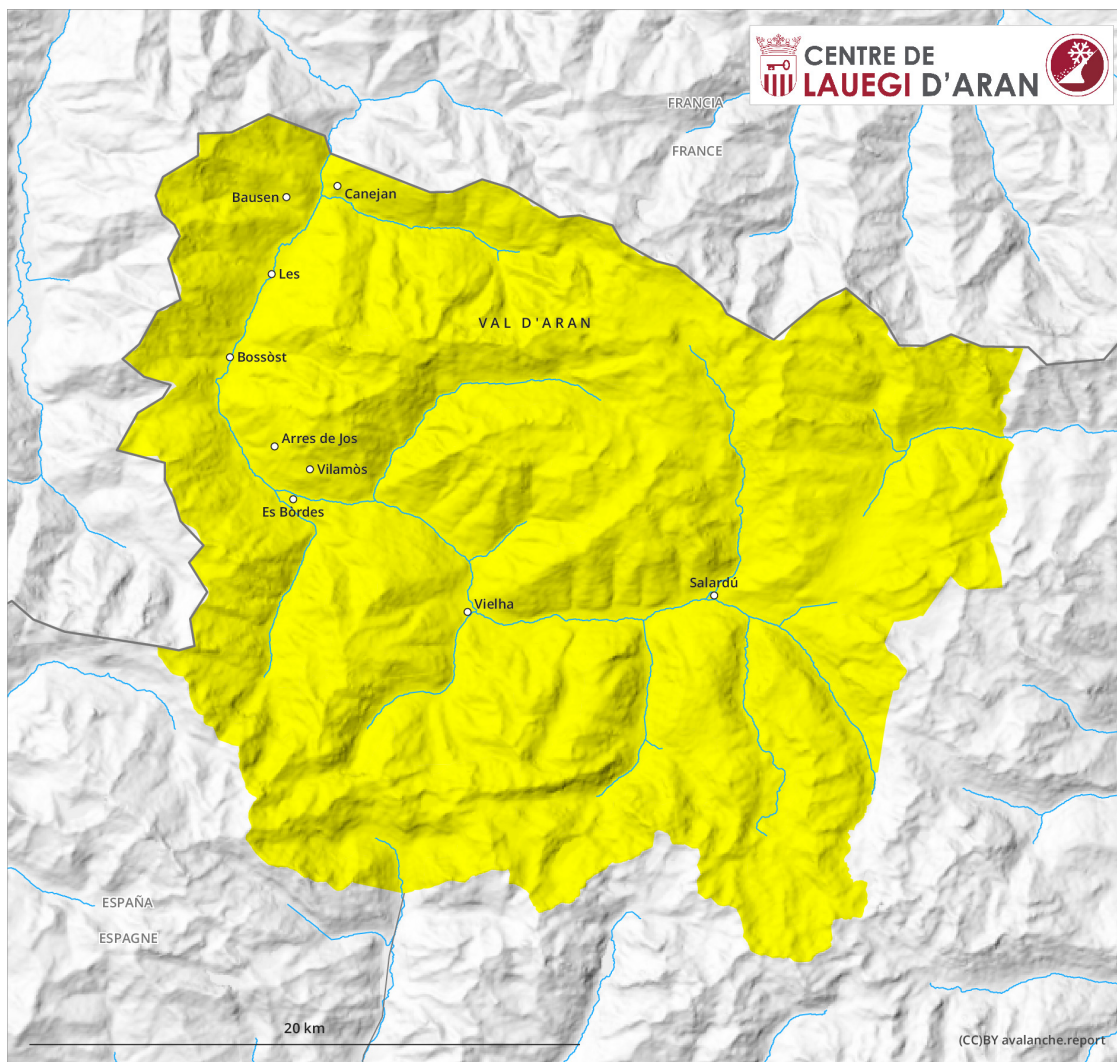 CENTRE DE
LAUEGI D'ARAN
FRANCIA
FRANCE
Bausen
Canejan
Les
VAL D'ARAN
Bossòst
Arres de Jos
Vilamòs
Es Bòrdes
Salardú
Vielha
ESPAÑA
ESPAGNE
20 km
(CC)BY avalanche.report